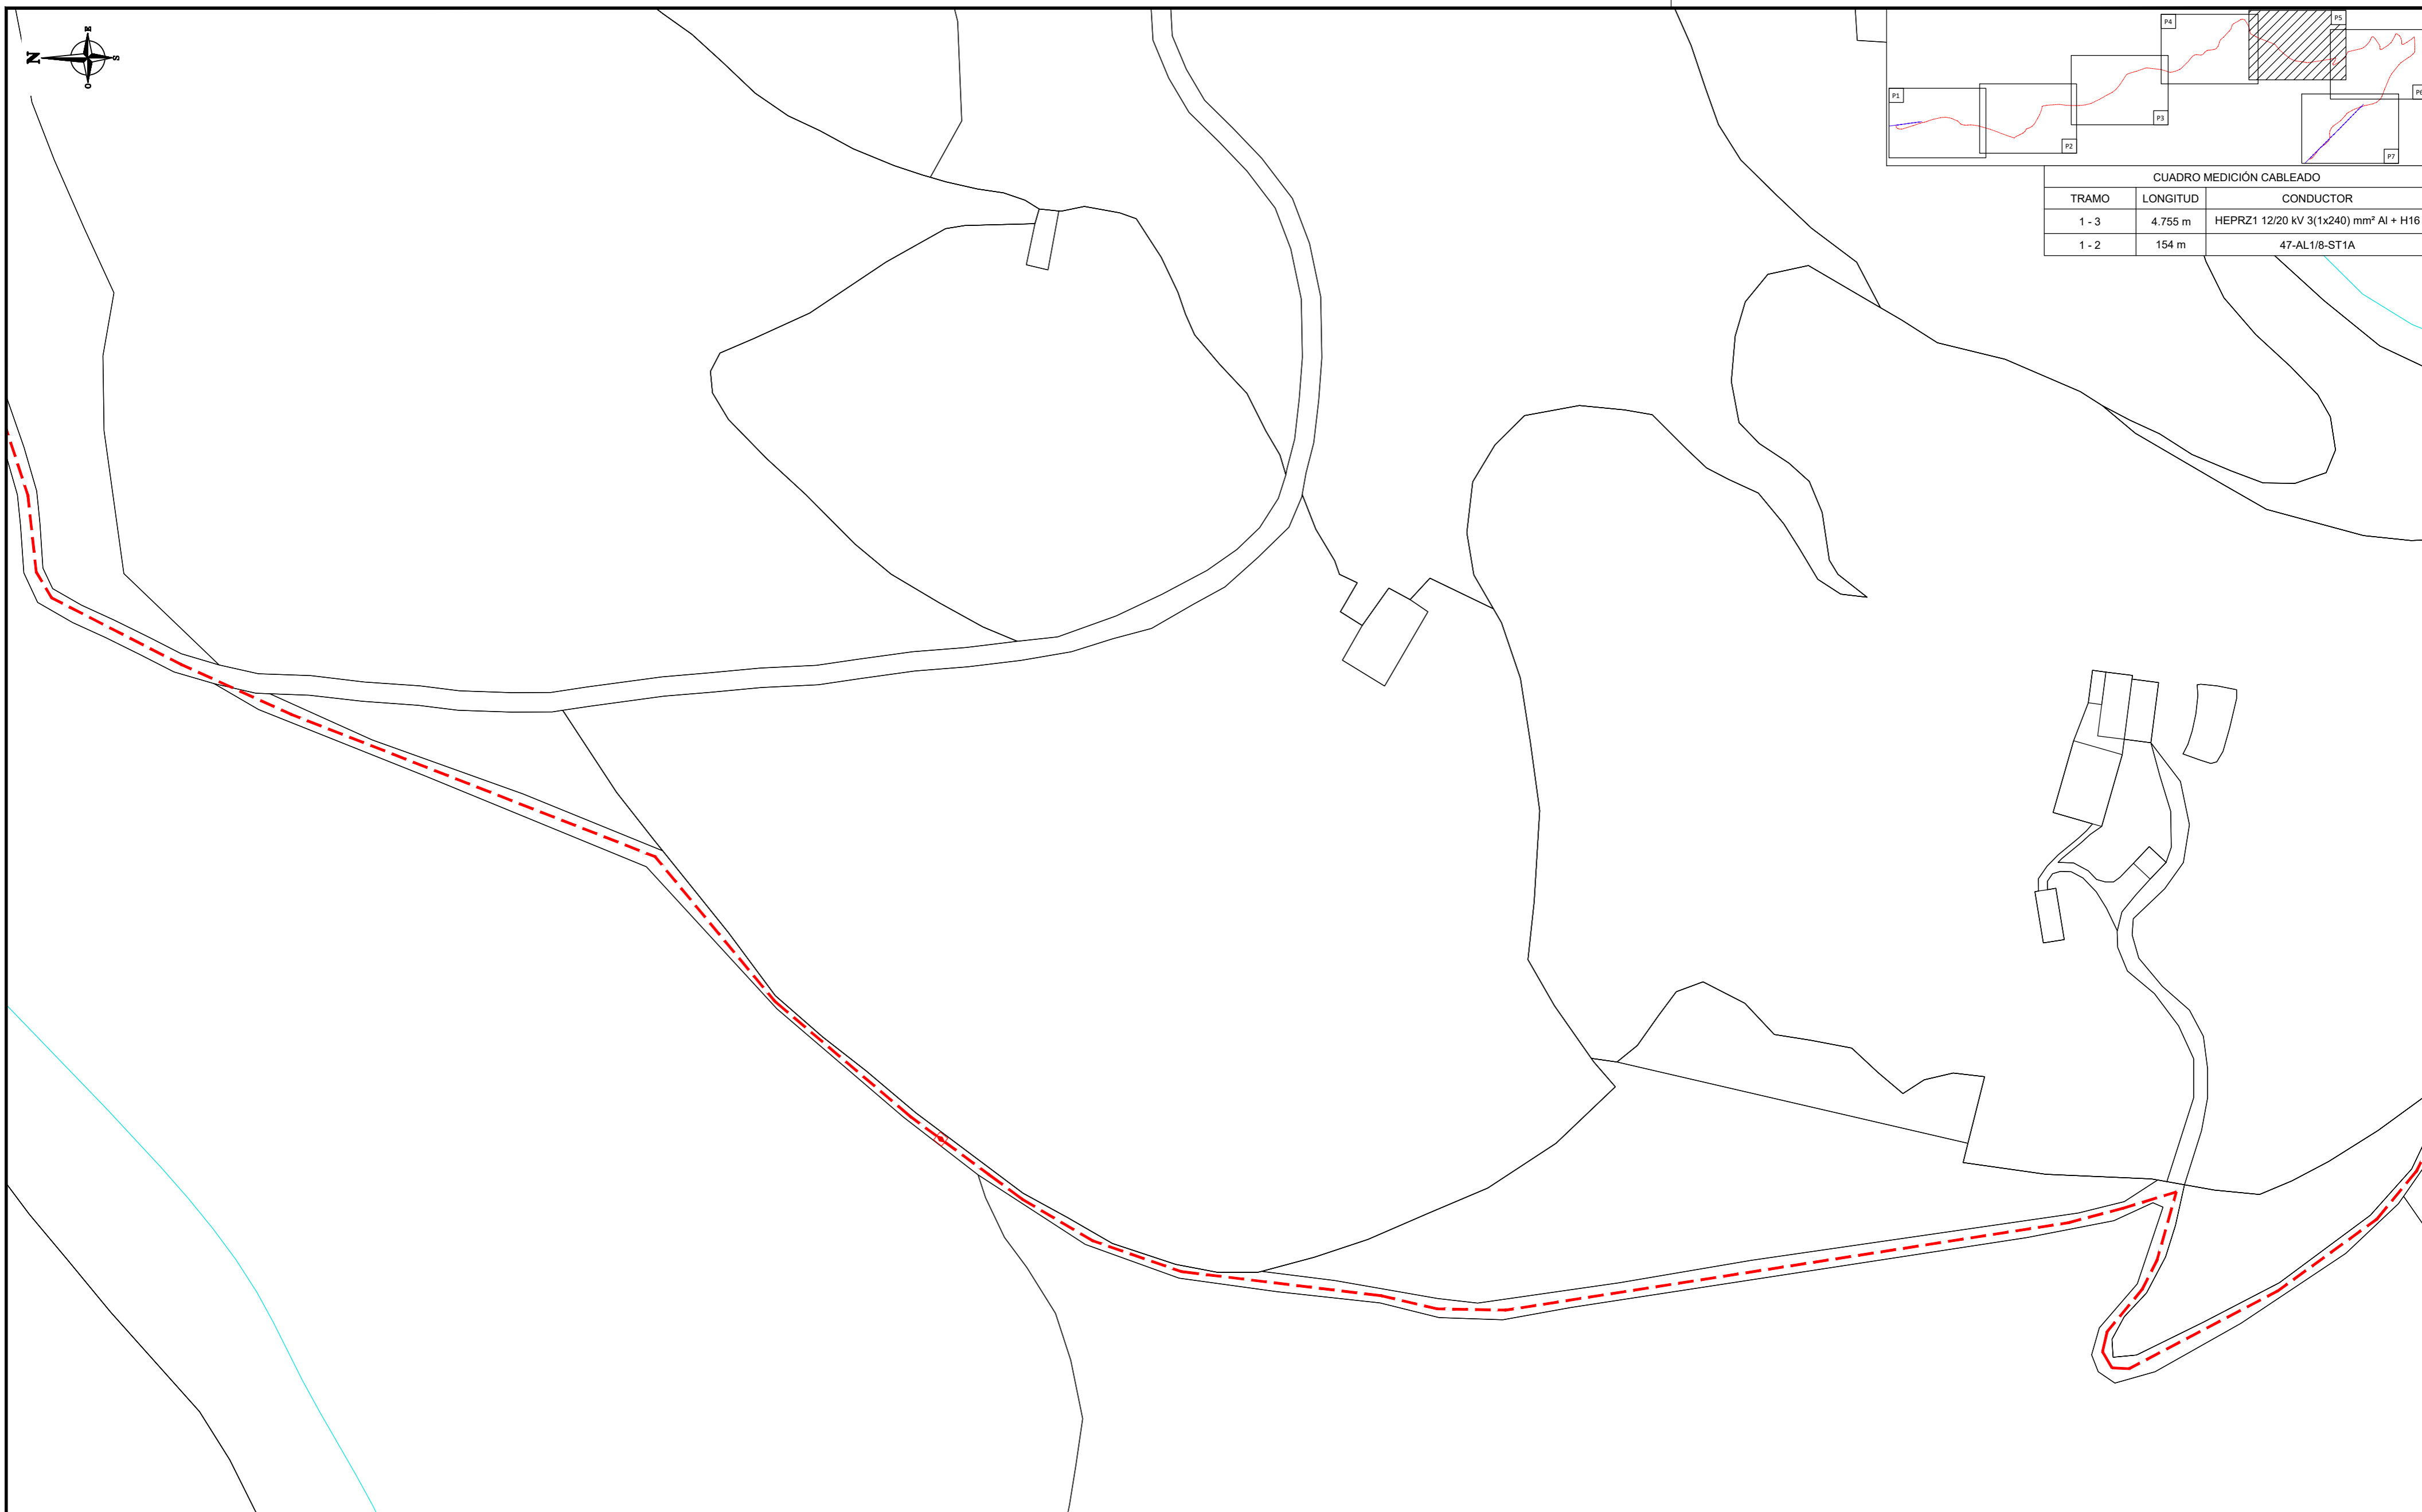 E
N
S
O
P4
P5
P1
P6
P3
P2
P7
CUADRO MEDICIÓN CABLEADO
TRAMO LONGITUD CONDUCTOR
1 - 3 4.755 m HEPRZ1 12/20 kV 3(1x240) mm² Al + H16
1 - 2 154 m 47-AL1/8-ST1A